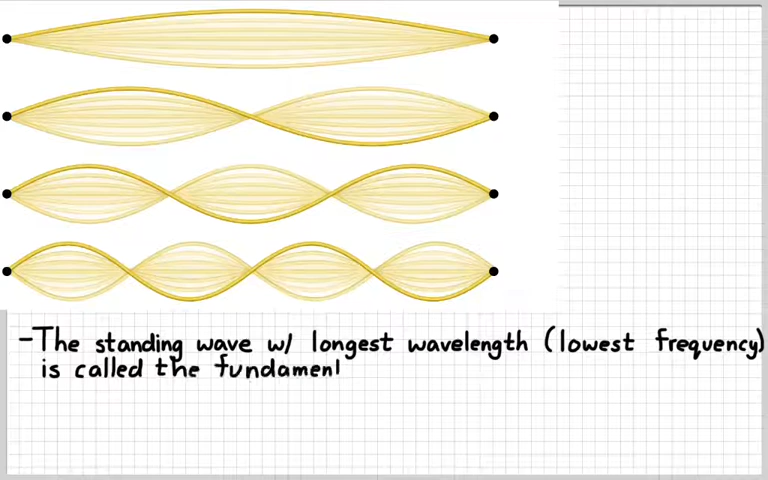 -The standing wave w/ longest wavelength (lowest frequency)
is called the fundamenl